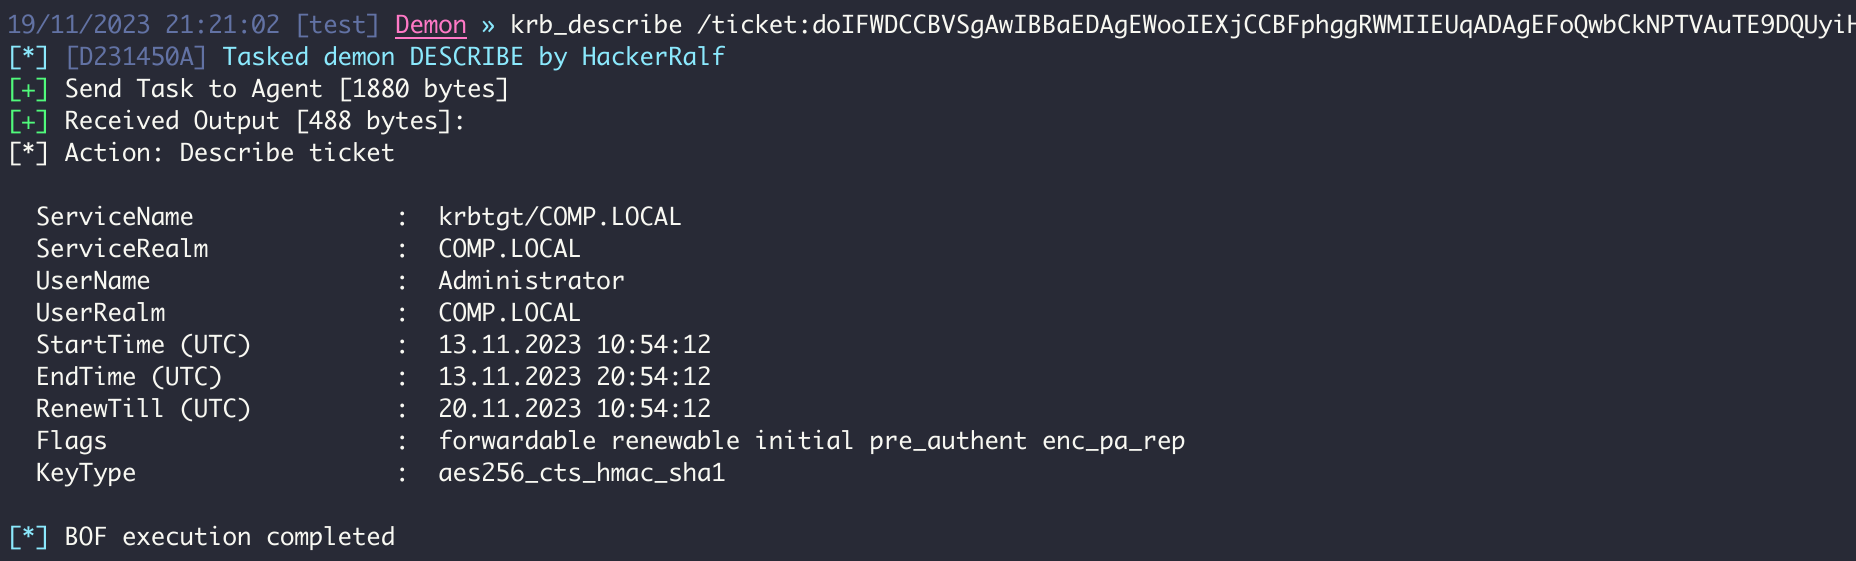 19/11/2023 21:21:02 [test] Demon » krb_describe /ticket:doIFWDCCBVSgAwIBBaEDAgEWooIEXjCCBFphggRWMIIEUqADAgEFoQwbCkNPTVAuTE9DQUyiH
[*] [D231450A] Tasked demon DESCRIBE by HackerRalf
[+] Send Task to Agent [1880 bytes]
[+] Received Output [488 bytes]:
[*] Action: Describe ticket
ServiceName : krbtgt/COMP.LOCAL
ServiceRealm : COMP.LOCAL
UserName : Administrator
UserRealm : COMP.LOCAL
StartTime (UTC) : 13.11.2023 10:54:12
EndTime (UTC) : 13.11.2023 20:54:12
RenewTill (UTC) : 20.11.2023 10:54:12
Flags : forwardable renewable initial pre_authent enc_pa_rep
KeyType : aes256_cts_hmac_sha1
[*] BOF execution completed